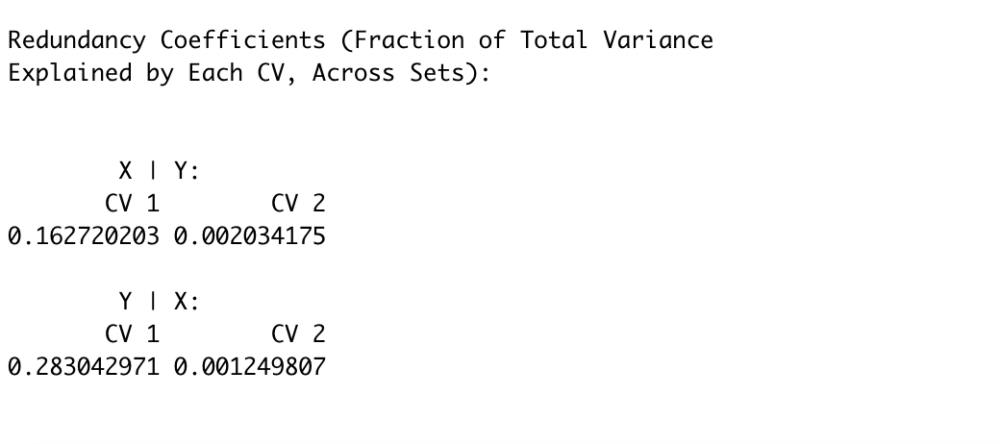 Redundancy Coefficients (Fraction of Total Variance
Explained by Each CV, Across Sets):
X | Y:
CV 1 CV 2
0.162720203 0.002034175
Y | X:
CV 1 CV 2
0.283042971 0.001249807